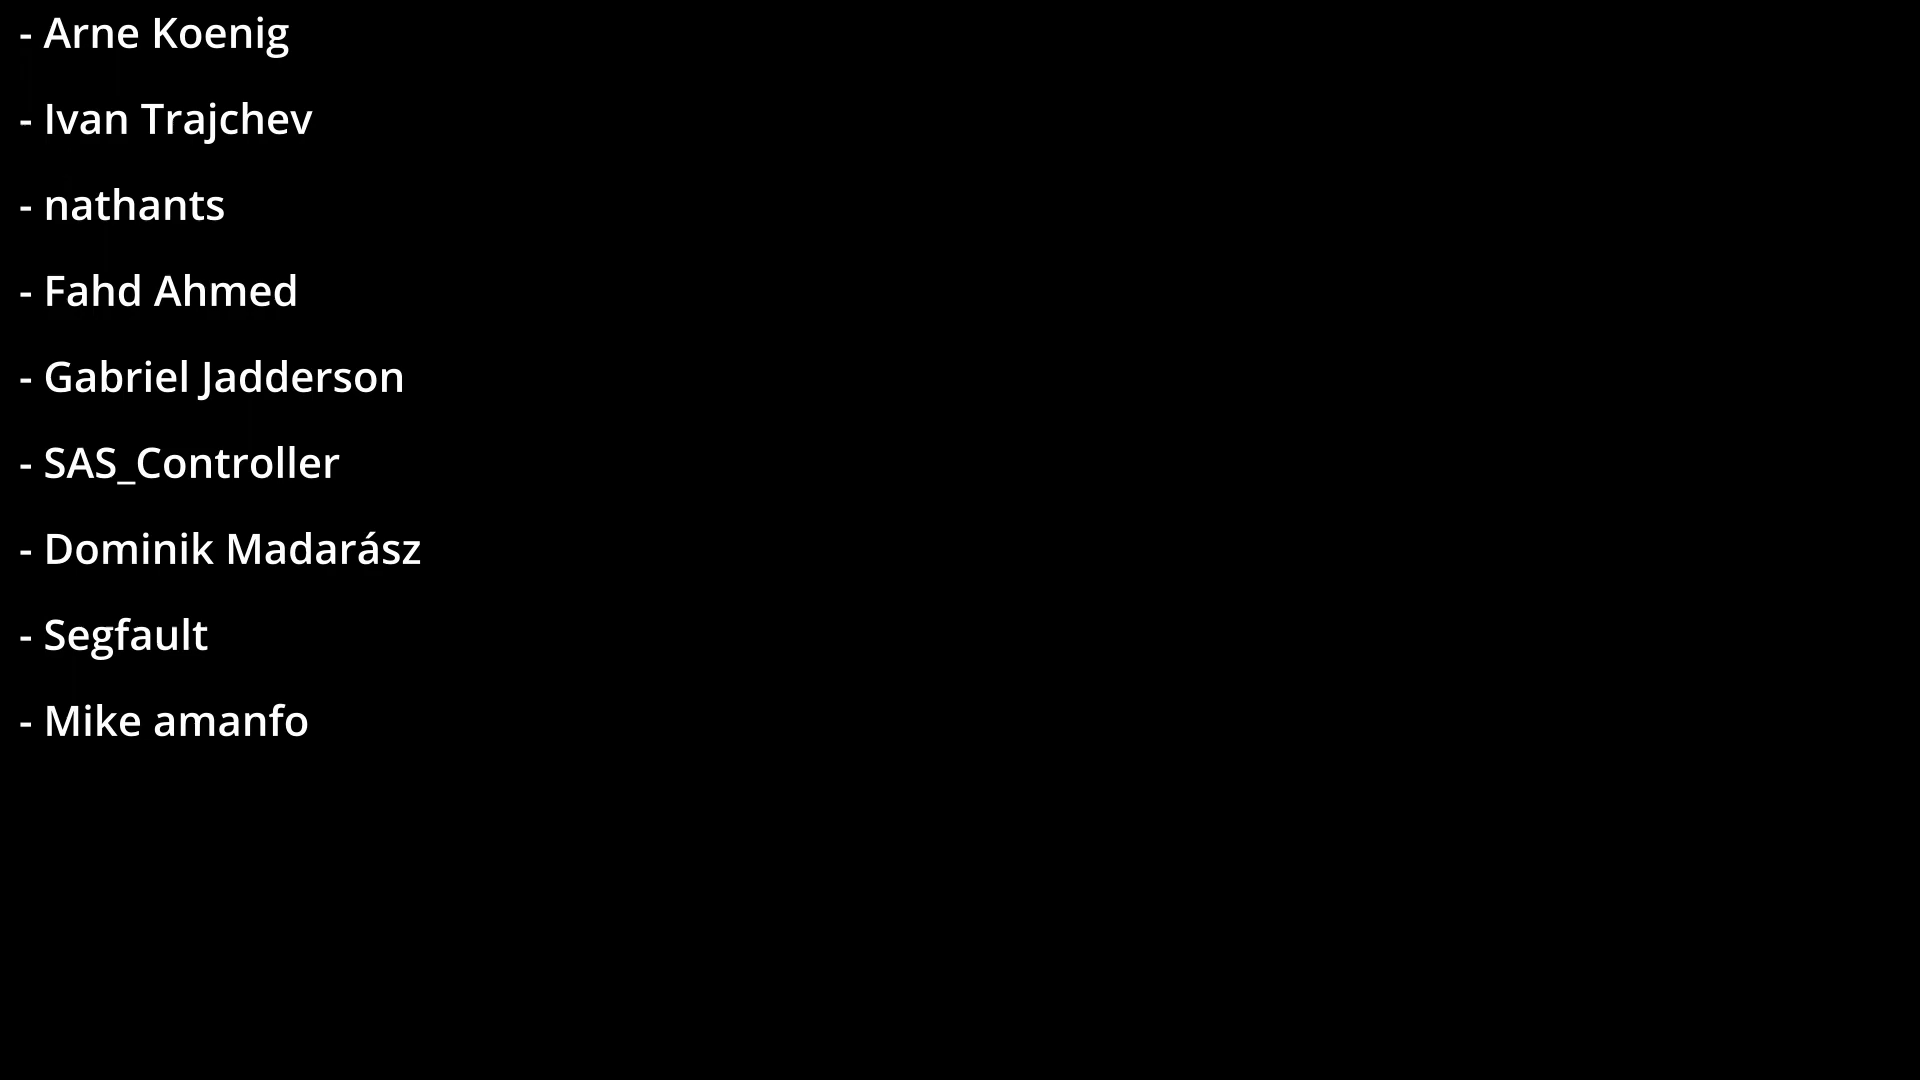 - Arne Koenig
- Ivan Trajchev
- nathants
- Fahd Ahmed
- Gabriel Jadderson
- SAS_Controller
- Dominik Madarász
- Segfault
- Mike amanfo